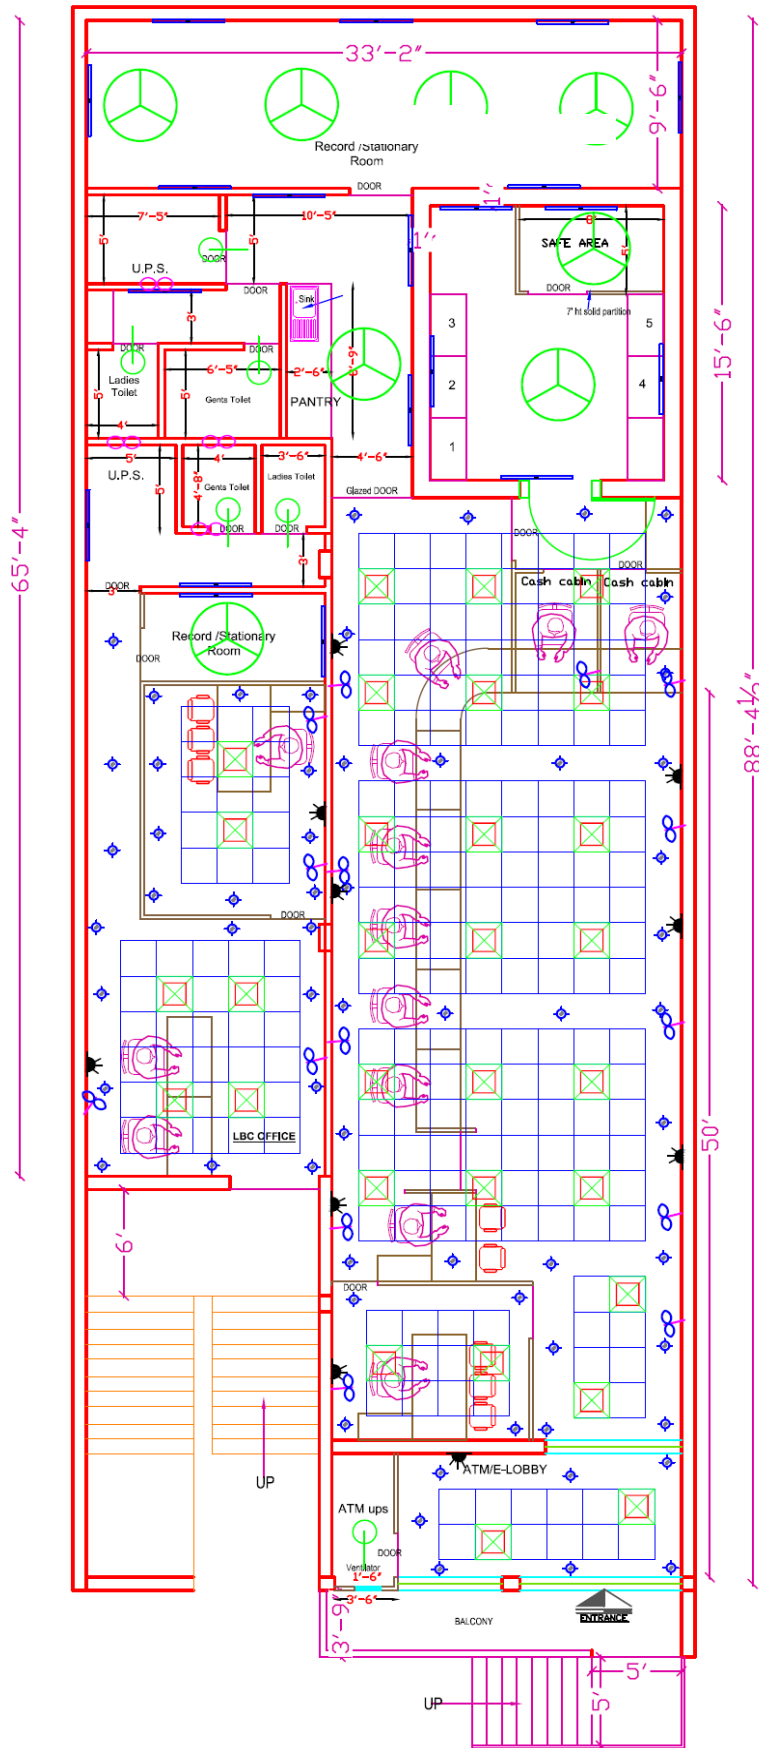 33'-2"
9'-6"
Record /Stationary
Room
DOOR
1'
7'-5"
10'-5"
8'
5'
5'
1'
SAFE AREA
5'
DOOR
U.P.S.
DOOR
DOOR
7" ht solid partition
Sink
3'
3
5
15'-6"
DOOR
DOOR
Ladies
Toilet
6'-5"
2'-6"
8'-9"
5'
5'
Gents Toilet
PANTRY
2
4
4'
1
5'
4'
3'-6"
4'-6"
U.P.S.
5'
4'-8"
Gents Toilet
Ladies Toilet
Glazed DOOR
65'-4"
88'-4½"
DOOR
DOOR
DOOR
3'
DOOR
DOOR
3'
Cash cabin
Cash cabin
Record /Stationary
Room
DOOR
DOOR
LBC OFFICE
50'
6'
DOOR
UP
ATM/E-LOBBY
ATM ups
DOOR
Ventilator
1'-6"
3'-6"
3'-9"
BALCONY
ENTRANCE
5'
5'
UP